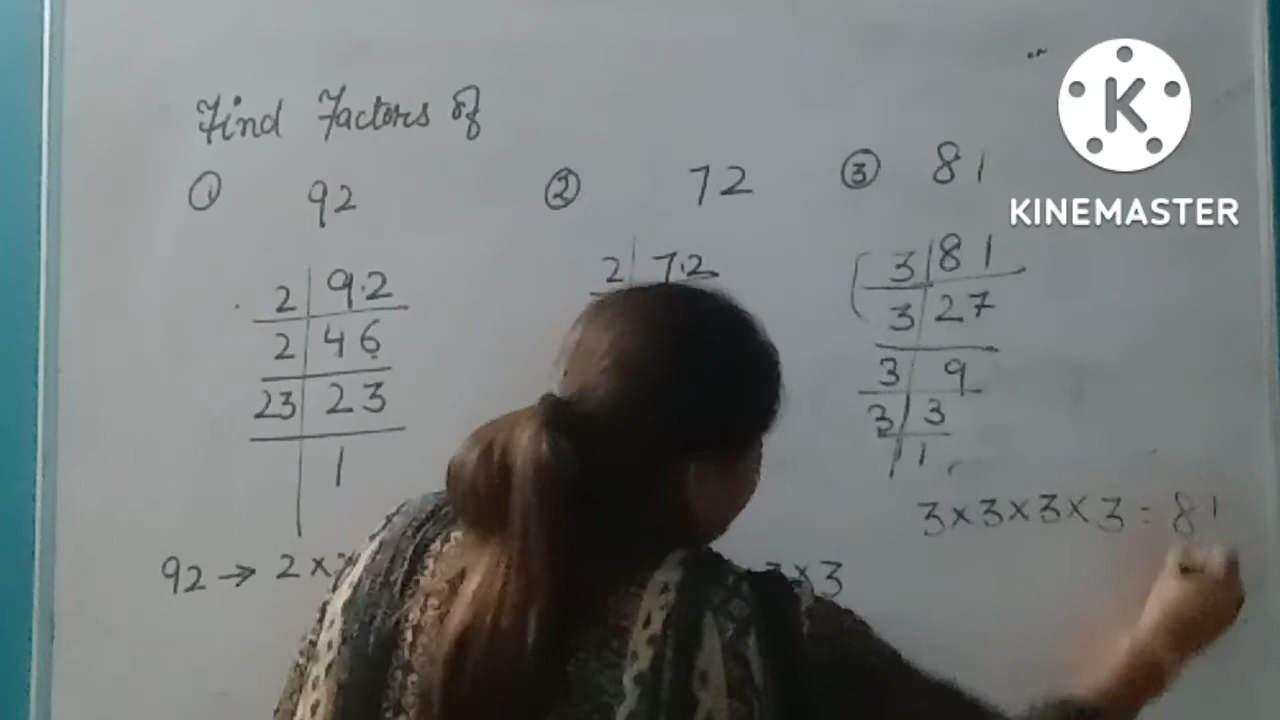 Find Factors of
① 92
2 | 92
2 | 46
23 | 23
1
92 → 2 ×
② 72
2 | 72
×3
③ 81
3 | 81
3 | 27
3 | 9
3 | 3
1
3×3×3×3 = 81
K
KINEMASTER